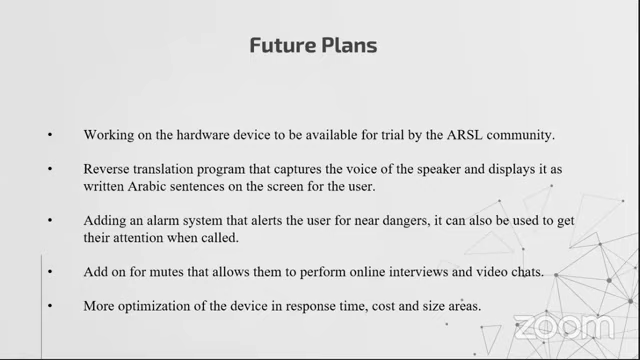 Future Plans
• Working on the hardware device to be available for trial by the ARSL community.
• Reverse translation program that captures the voice of the speaker and displays it as
written Arabic sentences on the screen for the user.
• Adding an alarm system that alerts the user for near dangers, it can also be used to get
their attention when called.
• Add on for mutes that allows them to perform online interviews and video chats.
• More optimization of the device in response time, cost and size areas.
zoom